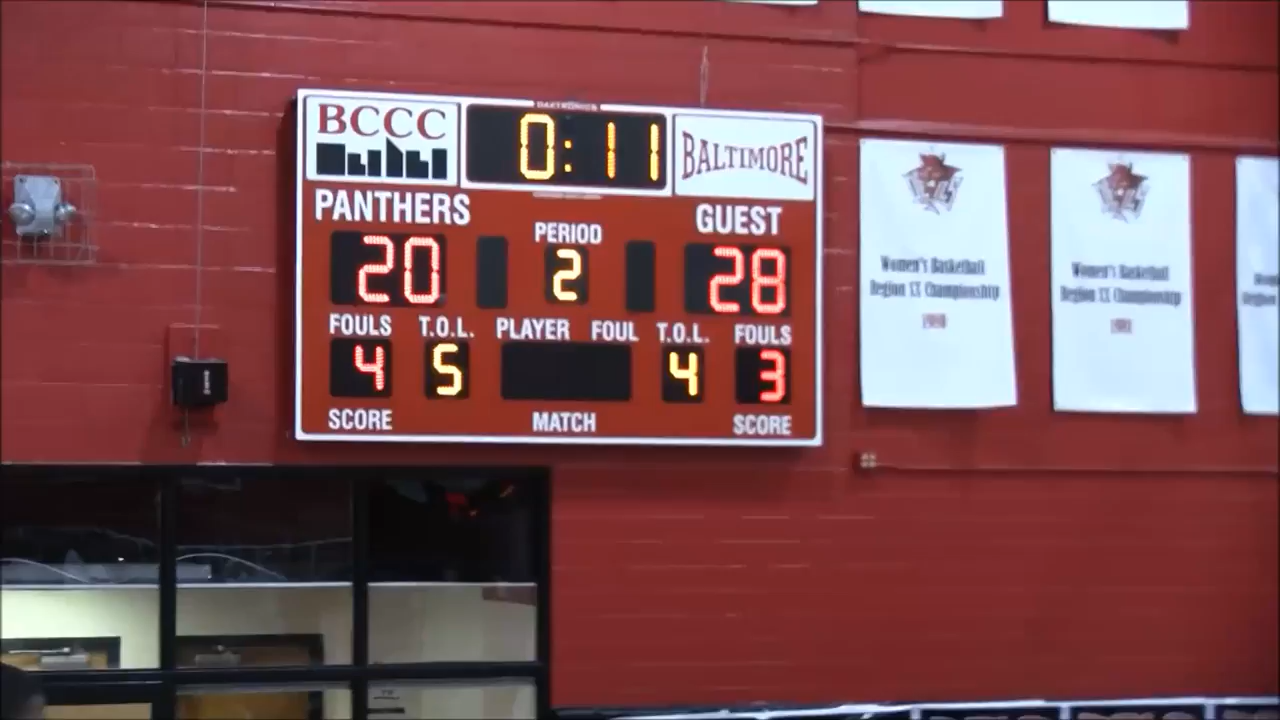 DAKTRONICS
BCCC
0:11
BALTIMORE
PANTHERS
GUEST
PERIOD
20
2
28
FOULS T.O.L. PLAYER FOUL T.O.L. FOULS
4 5 4 3
SCORE MATCH SCORE
Women's Basketball
Region XX Championship
Women's Basketball
Region XX Championship